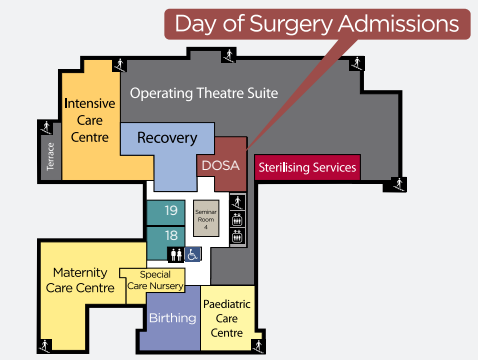 Day of Surgery Admissions
Operating Theatre Suite
Intensive
Care
Centre
Recovery
Terrace
DOSA
Sterilising Services
19
Seminar
Room
4
18
Maternity
Care Centre
Special
Care Nursery
Birthing
Paediatric
Care
Centre